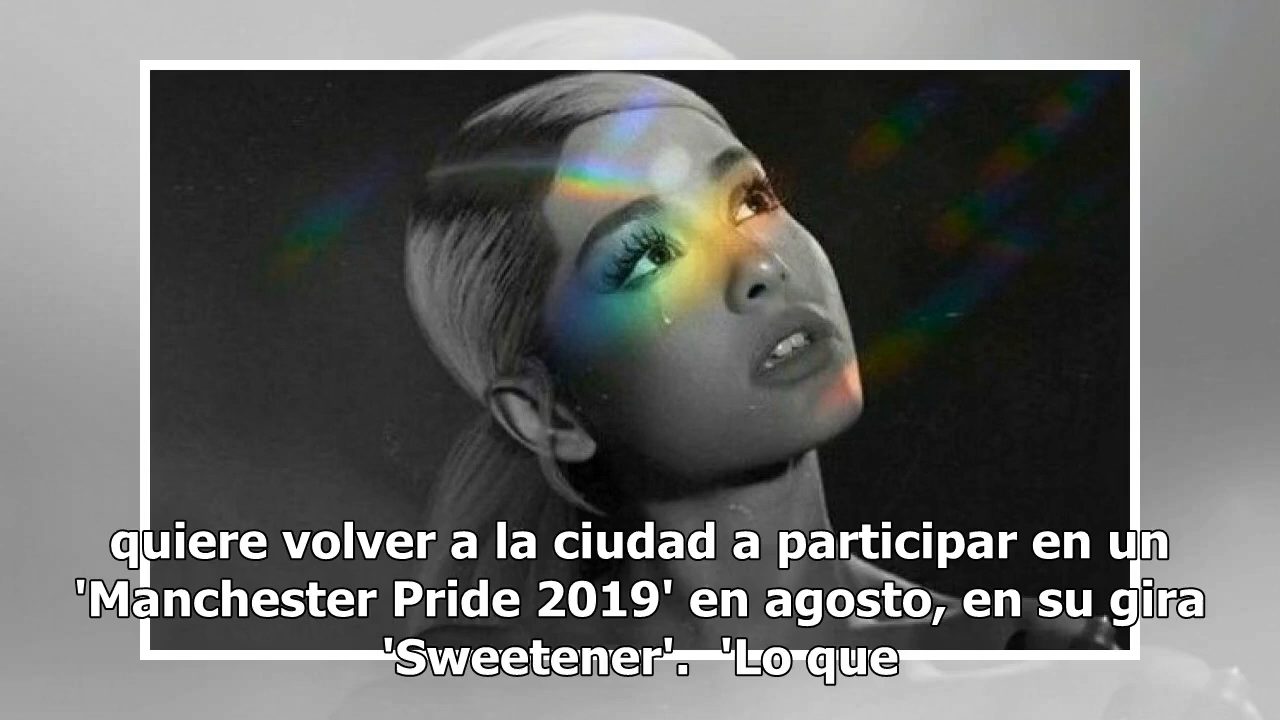 quiere volver a la ciudad a participar en un
'Manchester Pride 2019' en agosto, en su gira
'Sweetener'.  'Lo que